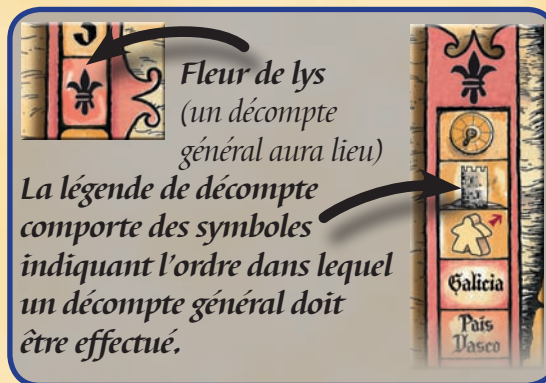 Fleur de lys
(un décompte
général aura lieu)
La légende de décompte
comporte des symboles
indiquant l'ordre dans lequel
un décompte général doit
être effectué.
Galicia
País
Vasco